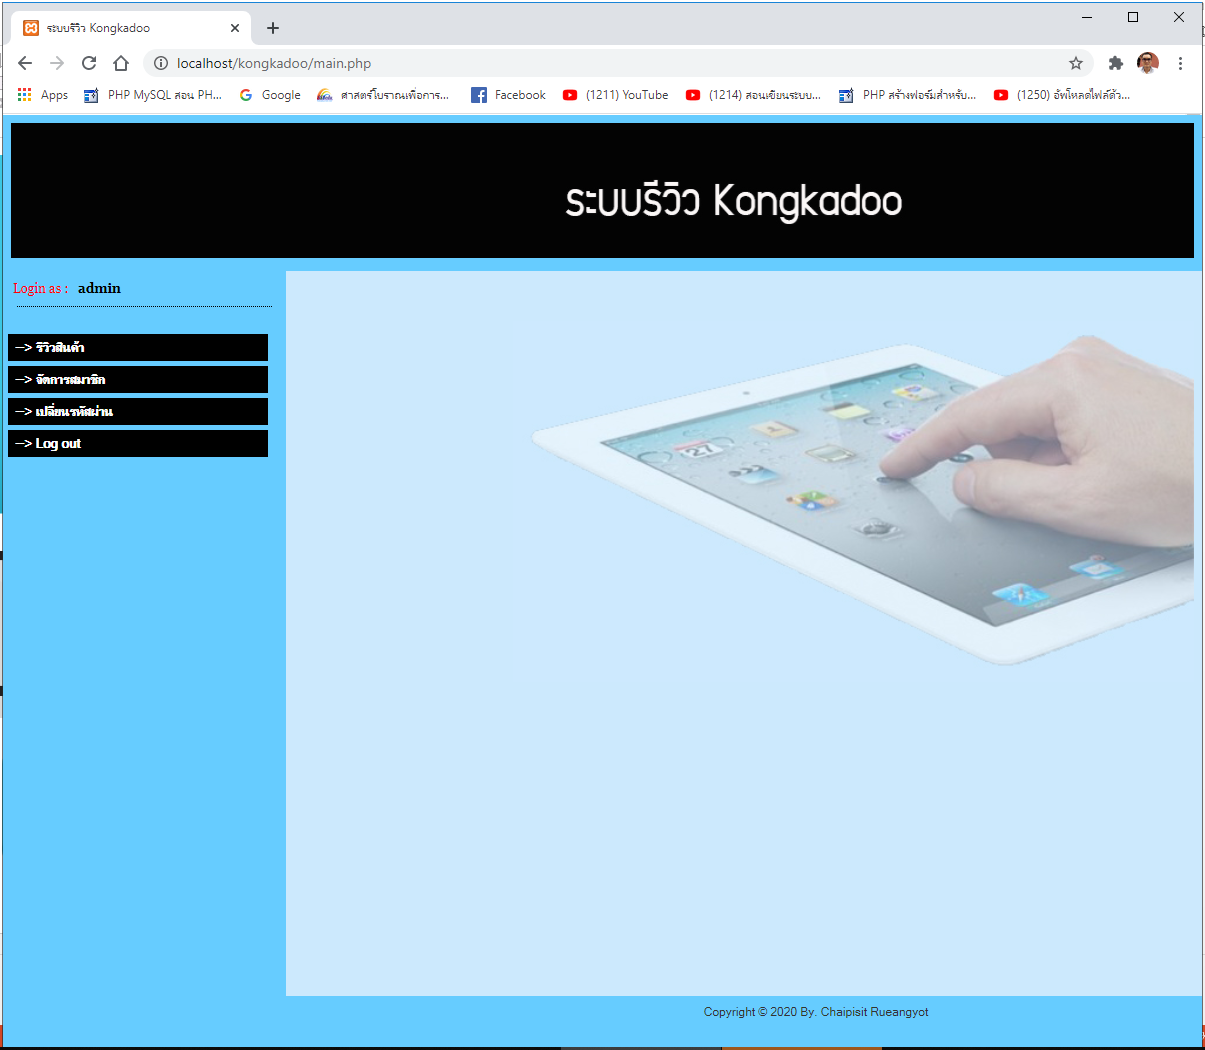 ระบบรีวิว Kongkadoo
localhost/kongkadoo/main.php
Apps PHP MySQL สอน PH... Google ศาสตร์โบราณเพื่อการ... Facebook (1211) YouTube (1214) สอนเขียนระบบ... PHP สร้างฟอร์มสำหรับ... (1250) อัพโหลดไฟล์ด้ว...
ระบบรีวิว Kongkadoo
Login as : admin
--> รีวิวสินค้า
--> จัดการสมาชิก
--> เปลี่ยนรหัสผ่าน
--> Log out
27
Copyright © 2020 By. Chaipisit Rueangyot